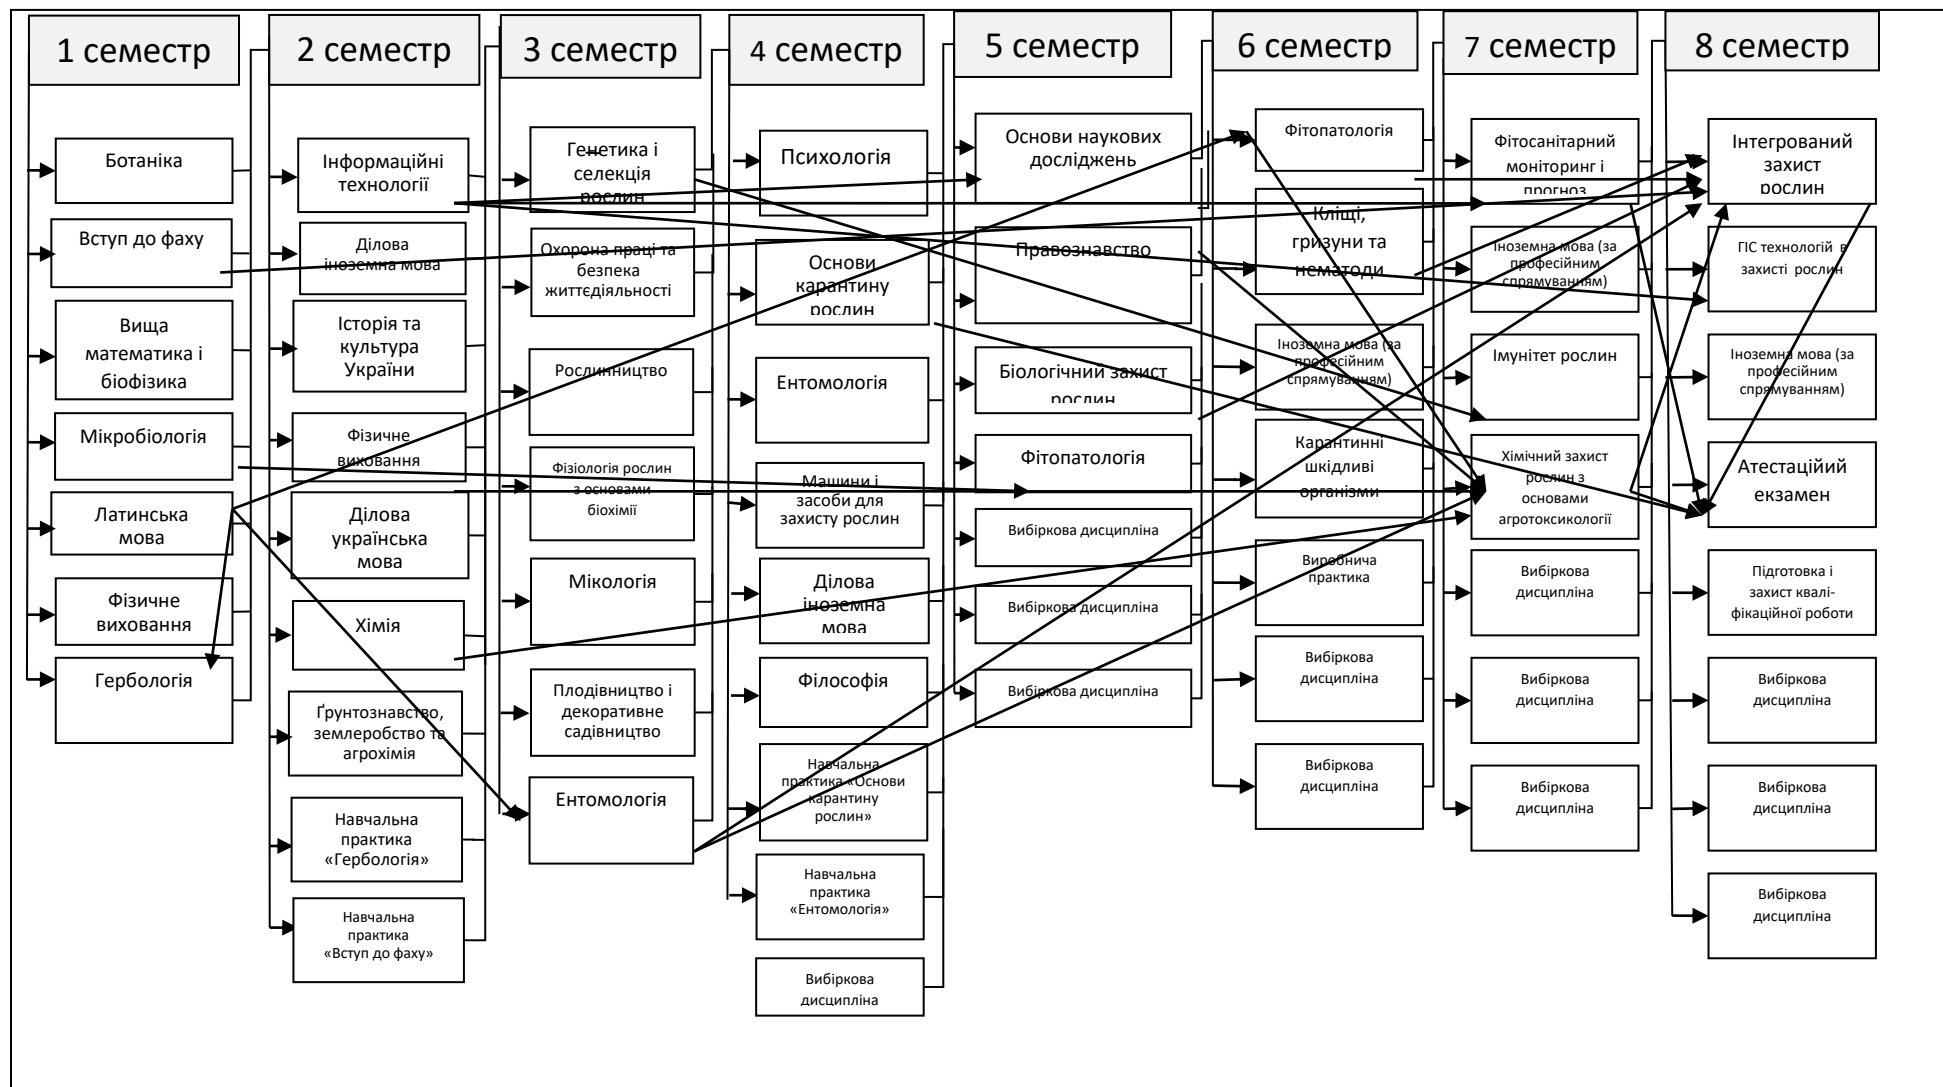 1 семестр
Ботаніка
Вступ до фаху
Вища
математика і
біофізика
Мікробіологія
Латинська
мова
Фізичне
виховання
Гербологія
2 семестр
Інформаційні
технології
Ділова
іноземна мова
Історія та
культура
України
Фізичне
виховання
Ділова
українська
мова
Хімія
Ґрунтознавство,
землеробство та
агрохімія
Навчальна
практика
«Гербологія»
Навчальна
практика
«Вступ до фаху»
3 семестр
Генетика і
селекція
рослин
Охорона праці та
безпека
життєдіяльності
Рослинництво
Фізіологія рослин
з основами
біохімії
Мікологія
Плодівництво і
декоративне
садівництво
Ентомологія
4 семестр
Психологія
Основи
карантину
рослин
Ентомологія
Машини і
засоби для
захисту рослин
Ділова
іноземна
мова
Філософія
Навчальна
практика «Основи
карантину
рослин»
Навчальна
практика
«Ентомологія»
Вибіркова
дисципліна
5 семестр
Основи наукових
досліджень
Правознавство
Біологічний захист
рослин
Фітопатологія
Вибіркова дисципліна
Вибіркова дисципліна
Вибіркова дисципліна
6 семестр
Фітопатологія
Кліщі,
гризуни та
нематоди
Іноземна мова (за
професійним
спрямуванням)
Карантинні
шкідливі
організми
Виробнича
практика
Вибіркова
дисципліна
Вибіркова
дисципліна
7 семестр
Фітосанітарний
моніторинг і
прогноз
Іноземна мова (за
професійним
спрямуванням)
Імунітет рослин
Хімічний захист
рослин з
основами
агротоксикології
Вибіркова
дисципліна
Вибіркова
дисципліна
Вибіркова
дисципліна
8 семестр
Інтегрований
захист
рослин
ГІС технологій в
захисті рослин
Іноземна мова (за
професійним
спрямуванням)
Атестаційий
екзамен
Підготовка і
захист квалі-
фікаційної роботи
Вибіркова
дисципліна
Вибіркова
дисципліна
Вибіркова
дисципліна